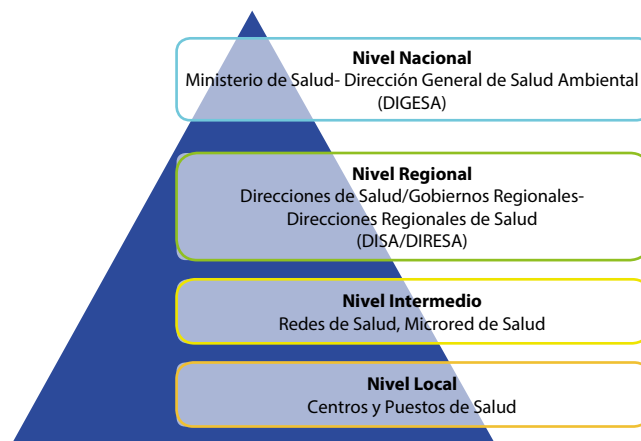 Nivel Nacional
Ministerio de Salud- Dirección General de Salud Ambiental
(DIGESA)
Nivel Regional
Direcciones de Salud/Gobiernos Regionales-
Direcciones Regionales de Salud
(DISA/DIRESA)
Nivel Intermedio
Redes de Salud, Microred de Salud
Nivel Local
Centros y Puestos de Salud